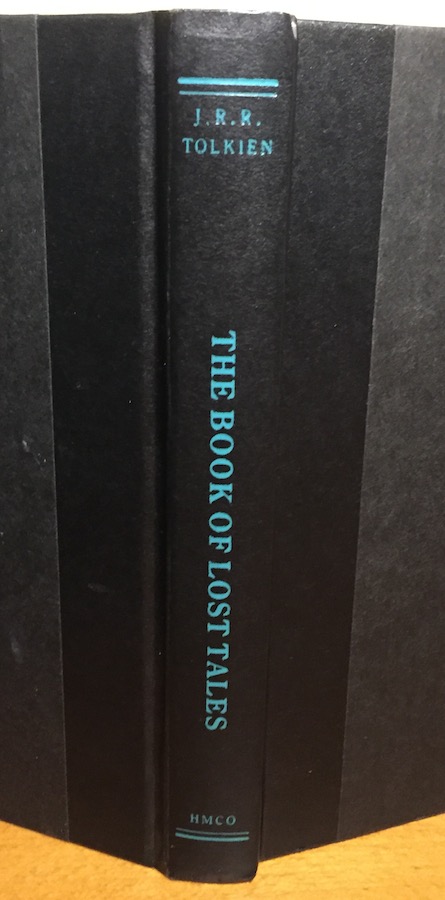 J.R.R.
TOLKIEN
THE BOOK OF LOST TALES
HMCO